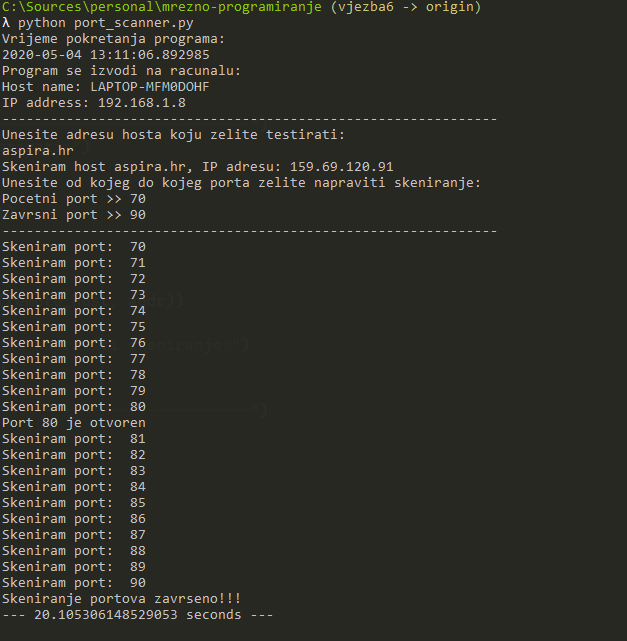 C:\Sources\personal\mrezno-programiranje (vjezba6 -> origin)
λ python port_scanner.py
Vrijeme pokretanja programa:
2020-05-04 13:11:06.892985
Program se izvodi na racunalu:
Host name: LAPTOP-MFM0DOHF
IP address: 192.168.1.8
--------------------------------------------------------------
Unesite adresu hosta koju zelite testirati:
aspira.hr
Skeniram host aspira.hr, IP adresu: 159.69.120.91
Unesite od kojeg do kojeg porta zelite napraviti skeniranje:
Pocetni port >> 70
Zavrsni port >> 90
--------------------------------------------------------------
Skeniram port:  70
Skeniram port:  71
Skeniram port:  72
Skeniram port:  73
Skeniram port:  74
Skeniram port:  75
Skeniram port:  76
Skeniram port:  77
Skeniram port:  78
Skeniram port:  79
Skeniram port:  80
Port 80 je otvoren
Skeniram port:  81
Skeniram port:  82
Skeniram port:  83
Skeniram port:  84
Skeniram port:  85
Skeniram port:  86
Skeniram port:  87
Skeniram port:  88
Skeniram port:  89
Skeniram port:  90
Skeniranje portova zavrseno!!!
--- 20.105306148529053 seconds ---